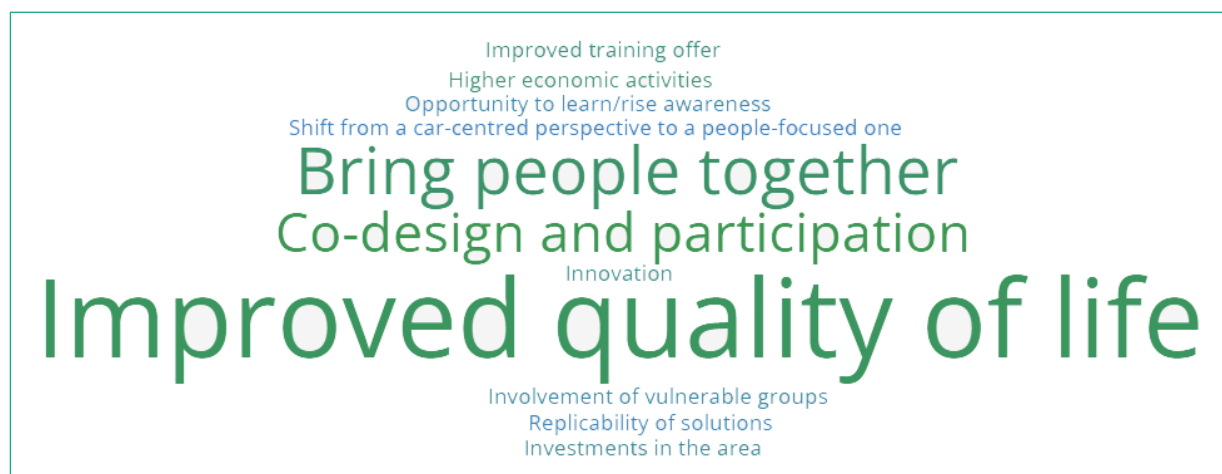 Improved training offer
Higher economic activities
Opportunity to learn/rise awareness
Shift from a car-centred perspective to a people-focused one
Bring people together
Co-design and participation
Innovation
Improved quality of life
Involvement of vulnerable groups
Replicability of solutions
Investments in the area